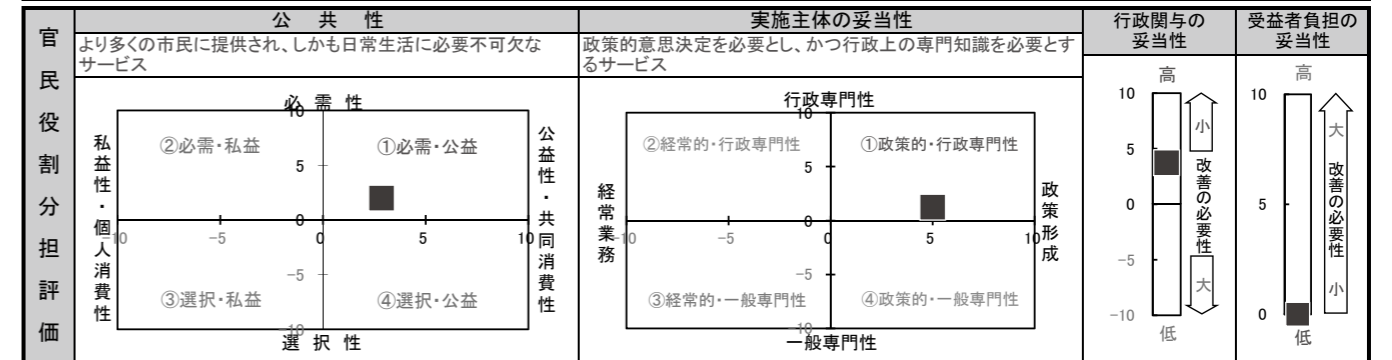 官民役割分担評価
公 共 性
より多くの市民に提供され、しかも日常生活に必要不可欠な
サービス
必 需 性
10
②必需・私益
①必需・公益
5
0
-10
-5
0
5
10
-5
③選択・私益
④選択・公益
-10
選 択 性
私益性・個人消費性
公益性・共同消費性
実施主体の妥当性
政策的意思決定を必要とし、かつ行政上の専門知識を必要とす
るサービス
行政専門性
10
②経常的・行政専門性
①政策的・行政専門性
5
0
-10
-5
0
5
10
-5
③経常的・一般専門性
④政策的・一般専門性
-10
一般専門性
経常業務
政策形成
行政関与の
妥当性
高
10
5
0
-5
-10
低
小
改善の必要性
大
受益者負担の
妥当性
高
10
5
0
低
大
改善の必要性
小